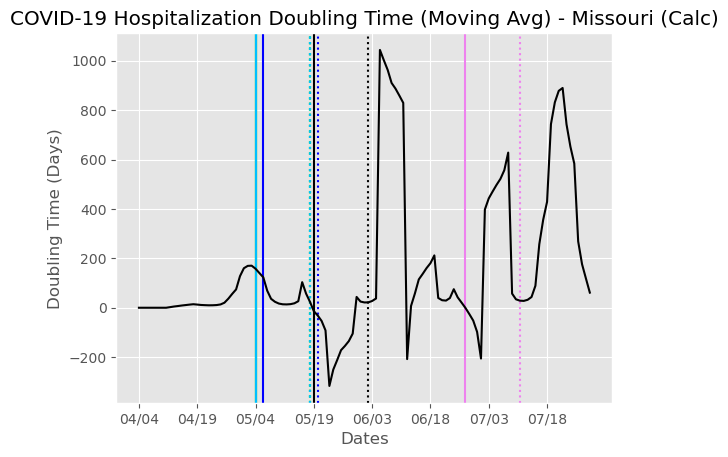 COVID-19 Hospitalization Doubling Time (Moving Avg) - Missouri (Calc)
Doubling Time (Days)
1000
800
600
400
200
0
−200
04/04 04/19 05/04 05/19 06/03 06/18 07/03 07/18
Dates